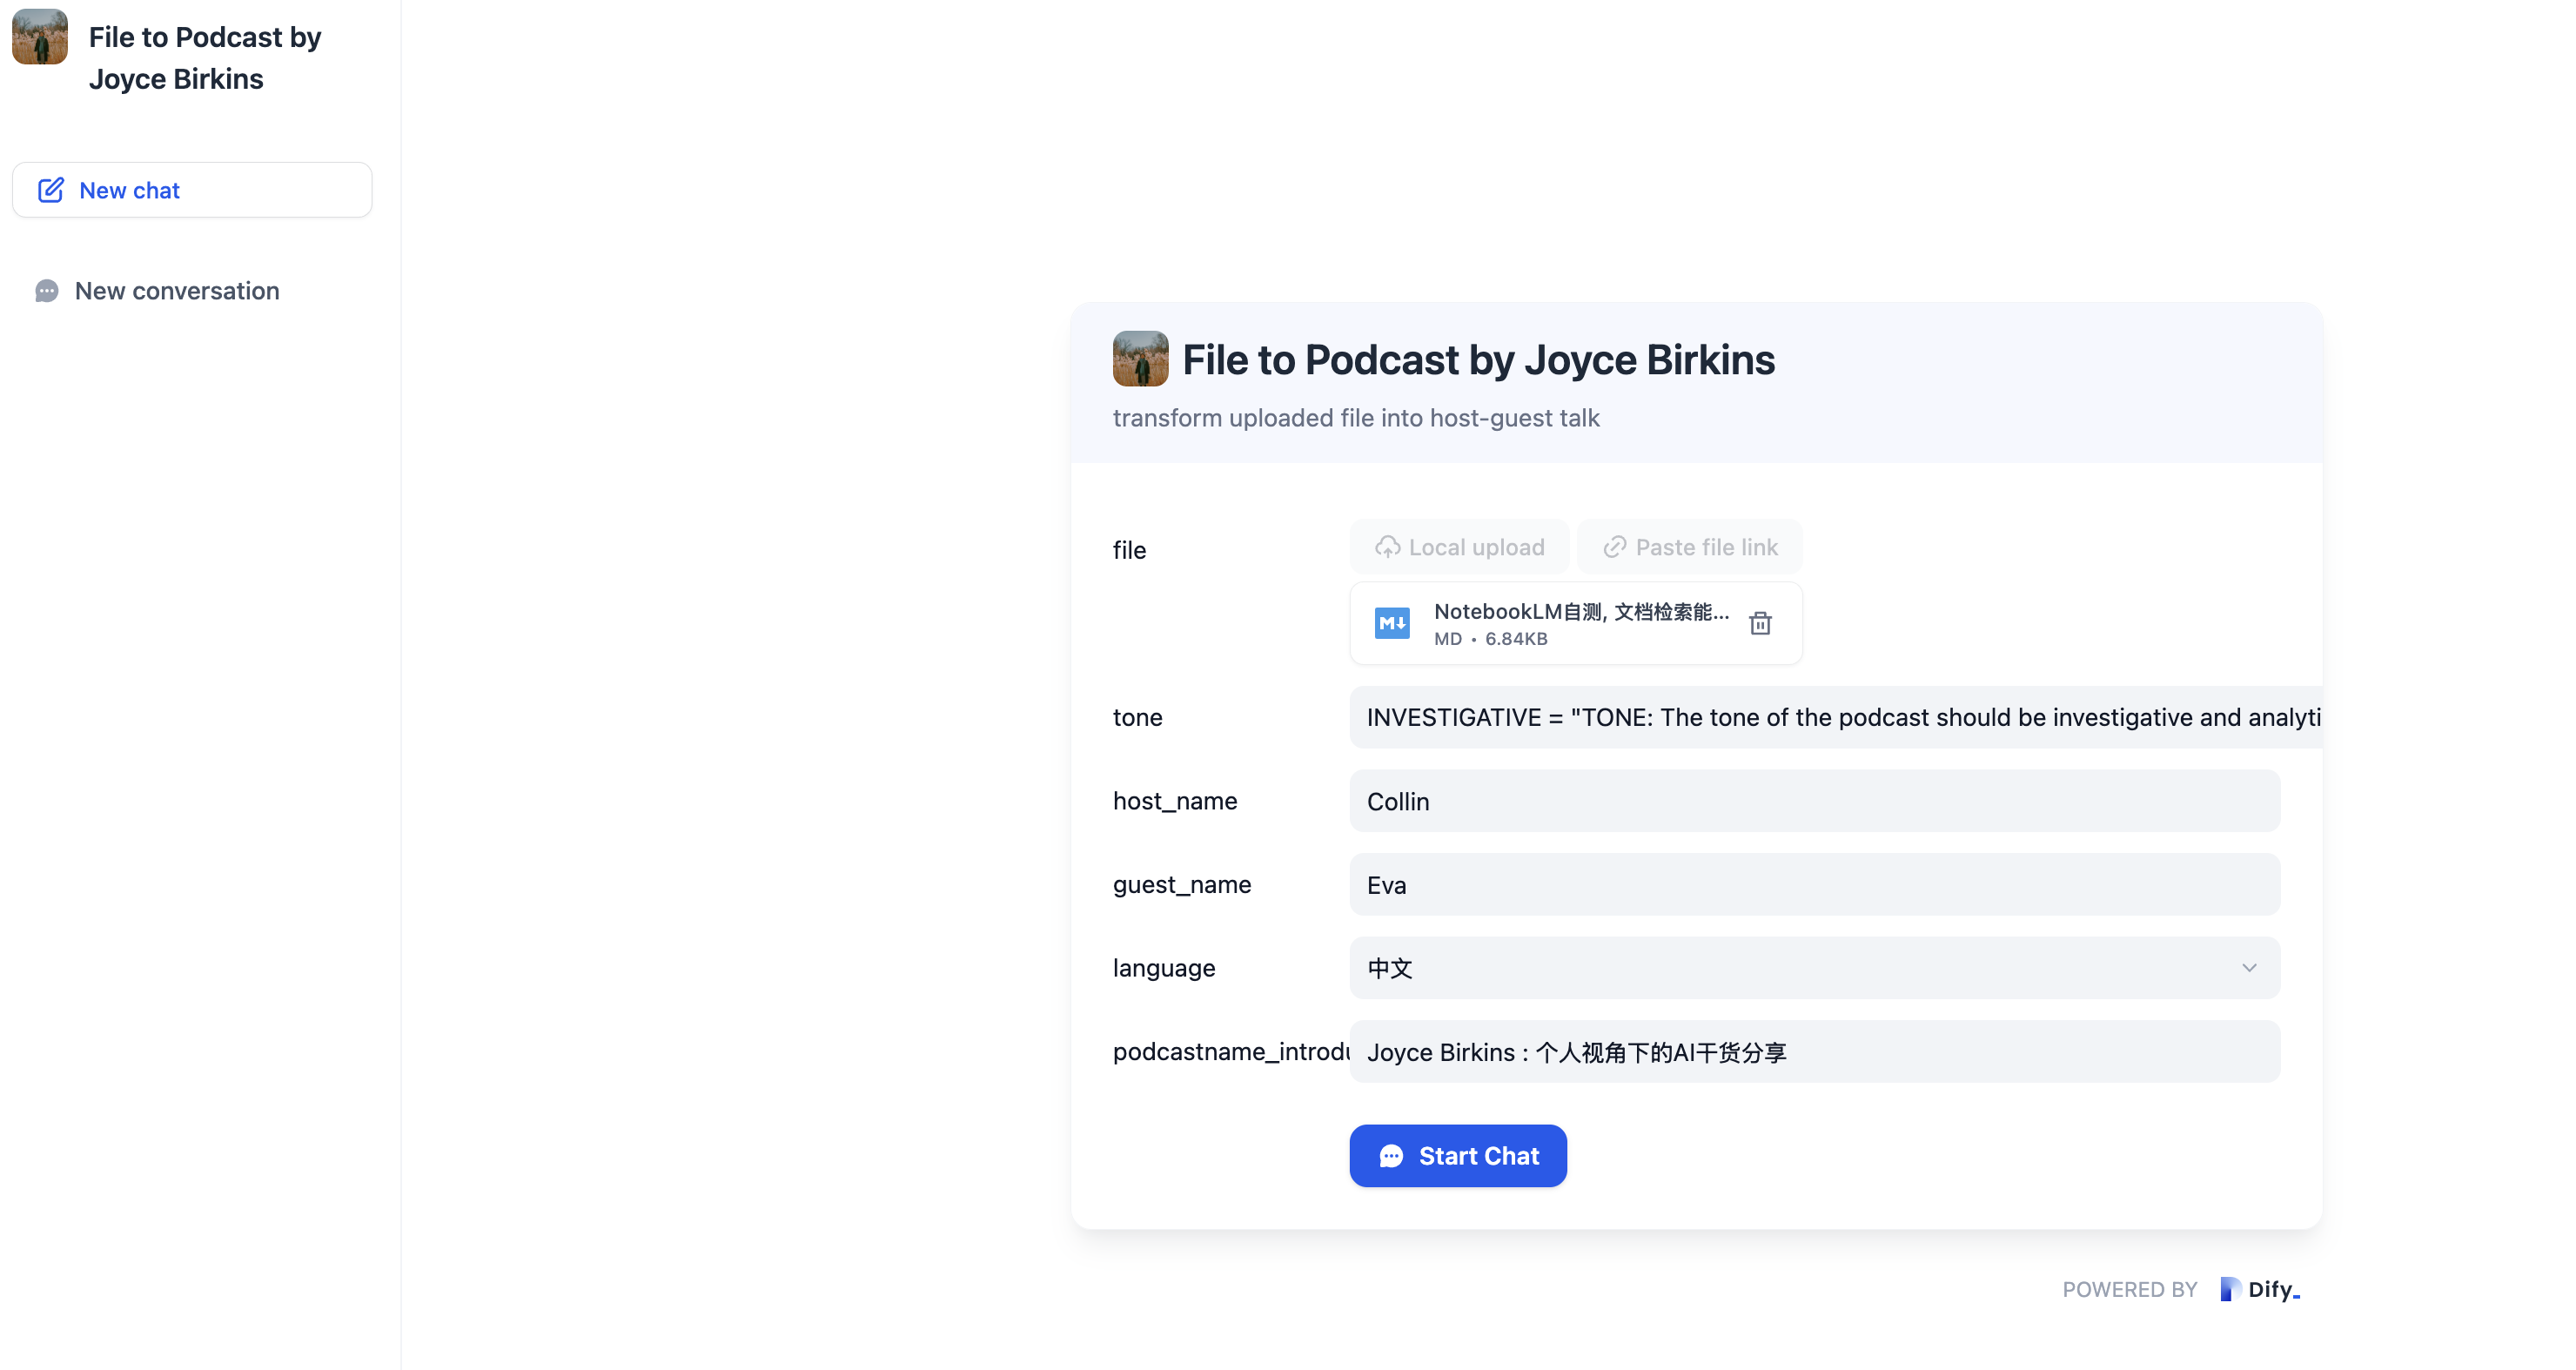 File to Podcast by
Joyce Birkins
New chat
New conversation
File to Podcast by Joyce Birkins
transform uploaded file into host-guest talk
file
Local upload
Paste file link
NotebookLM自测, 文档检索能...
MD • 6.84KB
tone
INVESTIGATIVE = "TONE: The tone of the podcast should be investigative and analyti
host_name
Collin
guest_name
Eva
language
中文
podcastname_introdu
Joyce Birkins : 个人视角下的AI干货分享
Start Chat
POWERED BY Dify_